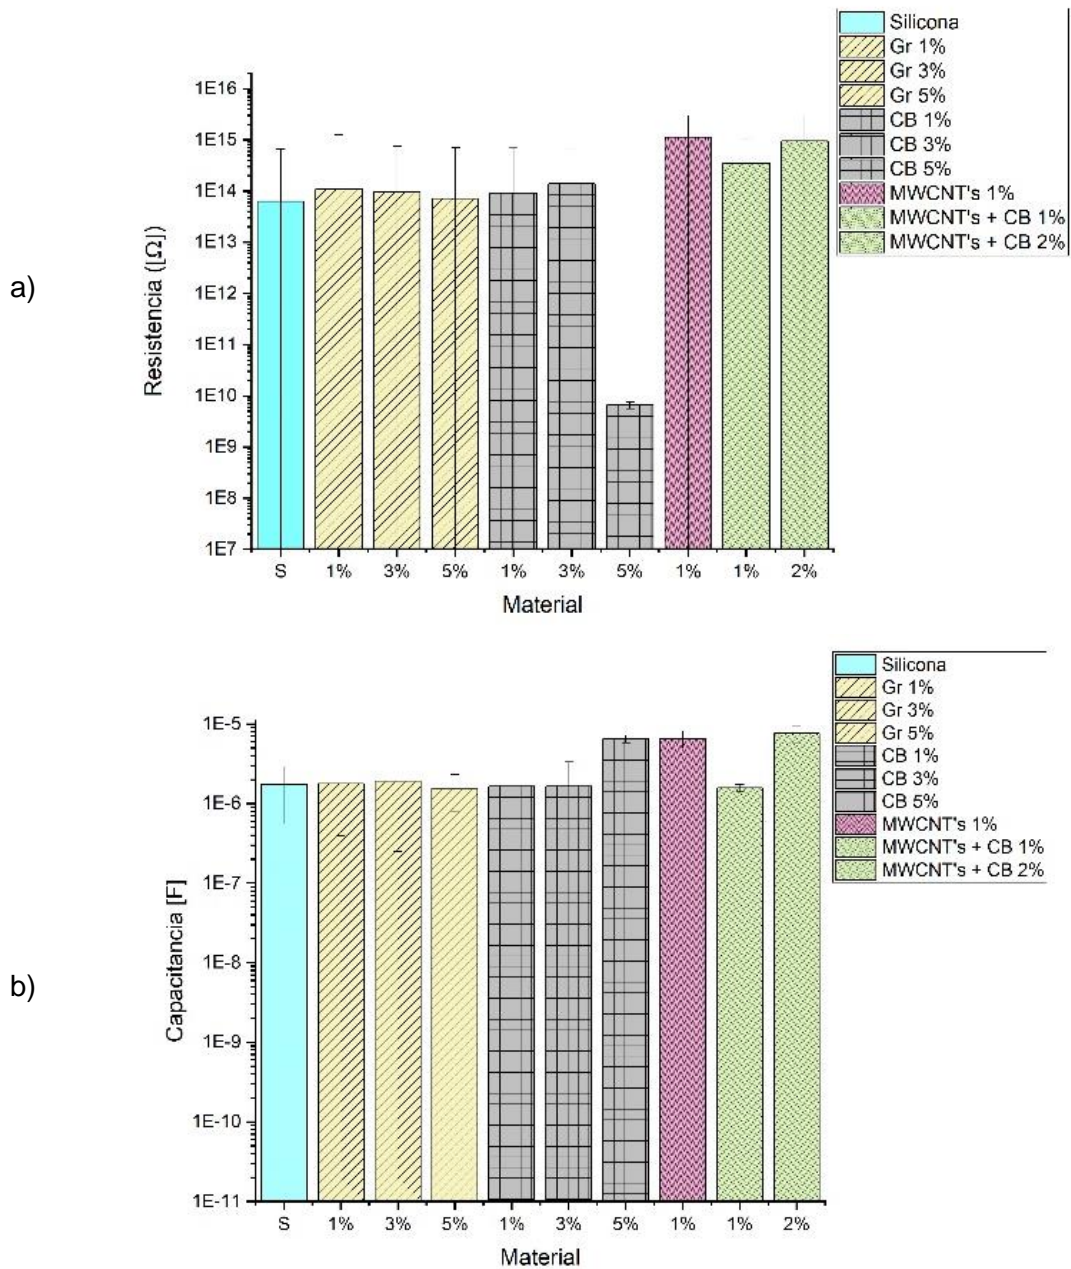 a)
Resistencia ([Ω])
1E16
1E15
1E14
1E13
1E12
1E11
1E10
1E9
1E8
1E7
S 1% 3% 5% 1% 3% 5% 1% 1% 2%
Material
Silicona
Gr 1%
Gr 3%
Gr 5%
CB 1%
CB 3%
CB 5%
MWCNT's 1%
MWCNT's + CB 1%
MWCNT's + CB 2%
b)
Capacitancia [F]
1E-5
1E-6
1E-7
1E-8
1E-9
1E-10
1E-11
S 1% 3% 5% 1% 3% 5% 1% 1% 2%
Material
Silicona
Gr 1%
Gr 3%
Gr 5%
CB 1%
CB 3%
CB 5%
MWCNT's 1%
MWCNT's + CB 1%
MWCNT's + CB 2%